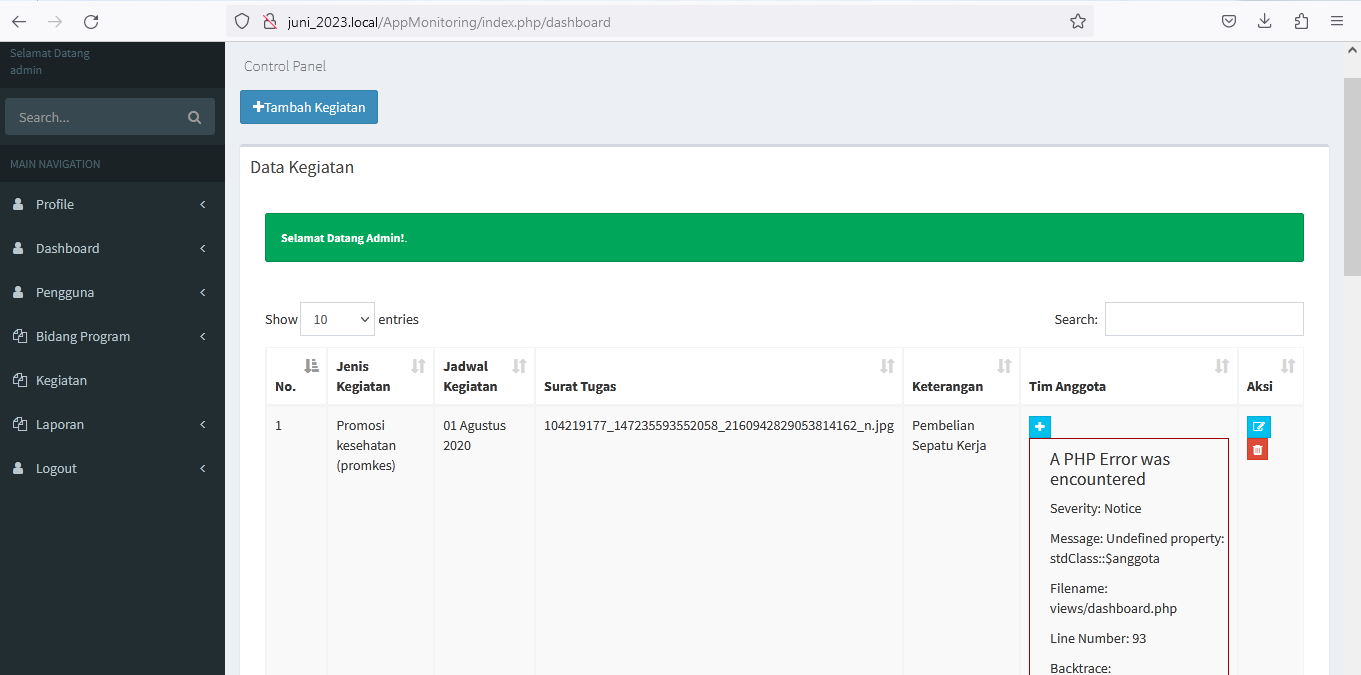 juni_2023.local/AppMonitoring/index.php/dashboard
Selamat Datang
admin
Search...
MAIN NAVIGATION
Profile
Dashboard
Pengguna
Bidang Program
Kegiatan
Laporan
Logout
Control Panel
Tambah Kegiatan
Data Kegiatan
Selamat Datang Admin!.
Show 10 entries
Search:
No.
Jenis
Kegiatan
Jadwal
Kegiatan
Surat Tugas
Keterangan
Tim Anggota
Aksi
1
Promosi
kesehatan
(promkes)
01 Agustus
2020
104219177_147235593552058_2160942829053814162_n.jpg
Pembelian
Sepatu Kerja
A PHP Error was
encountered
Severity: Notice
Message: Undefined property:
stdClass::$anggota
Filename:
views/dashboard.php
Line Number: 93
Backtrace: